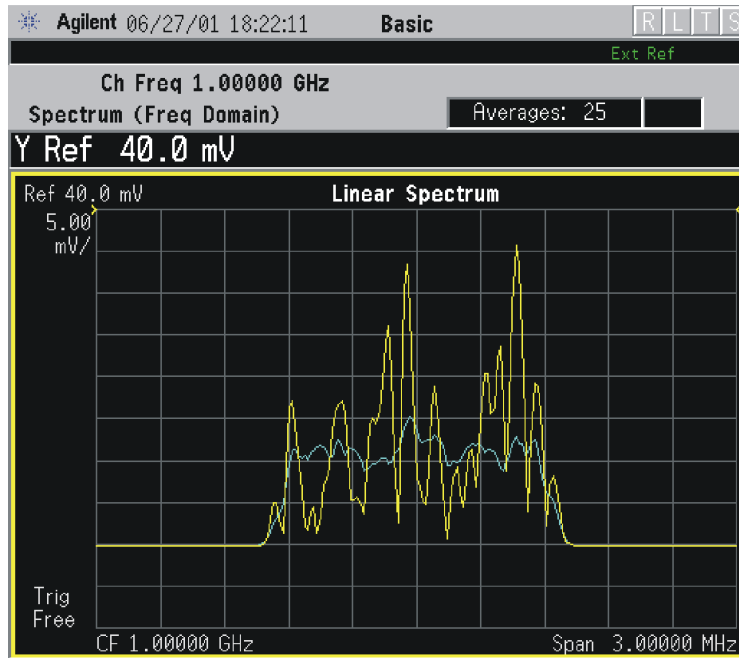 Agilent 06/27/01 18:22:11 Basic R L T S
Ext Ref
Ch Freq 1.00000 GHz
Spectrum (Freq Domain) Averages: 25
Y Ref 40.0 mV
Ref 40.0 mV Linear Spectrum
5.00
mV/
Trig
Free
CF 1.00000 GHz Span 3.00000 MHz